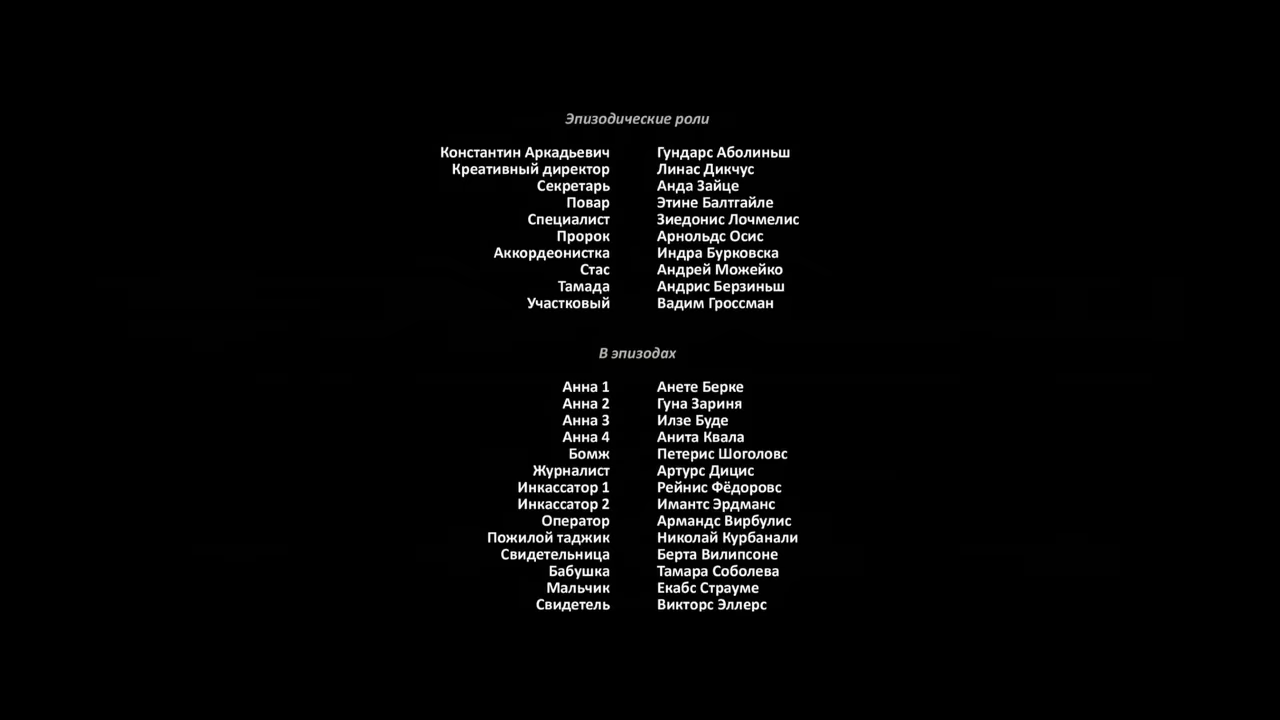 Эпизодические роли
Константин Аркадьевич Гундарс Аболиньш
Креативный директор Линас Дикчус
Секретарь Анда Зайце
Повар Этине Балтгайле
Специалист Зиедонис Лочмелис
Пророк Арнольдс Осис
Аккордеонистка Индра Бурковска
Стас Андрей Можейко
Тамада Андрис Берзиньш
Участковый Вадим Гроссман
В эпизодах
Анна 1 Анете Берке
Анна 2 Гуна Зариня
Анна 3 Илзе Буде
Анна 4 Анита Квала
Бомж Петерис Шоголовс
Журналист Артурс Дицис
Инкассатор 1 Рейнис Фёдоровс
Инкассатор 2 Имантс Эрдманс
Оператор Армандс Вирбулис
Пожилой таджик Николай Курбанали
Свидетельница Берта Вилипсоне
Бабушка Тамара Соболева
Мальчик Екабс Страуме
Свидетель Викторс Эллерс